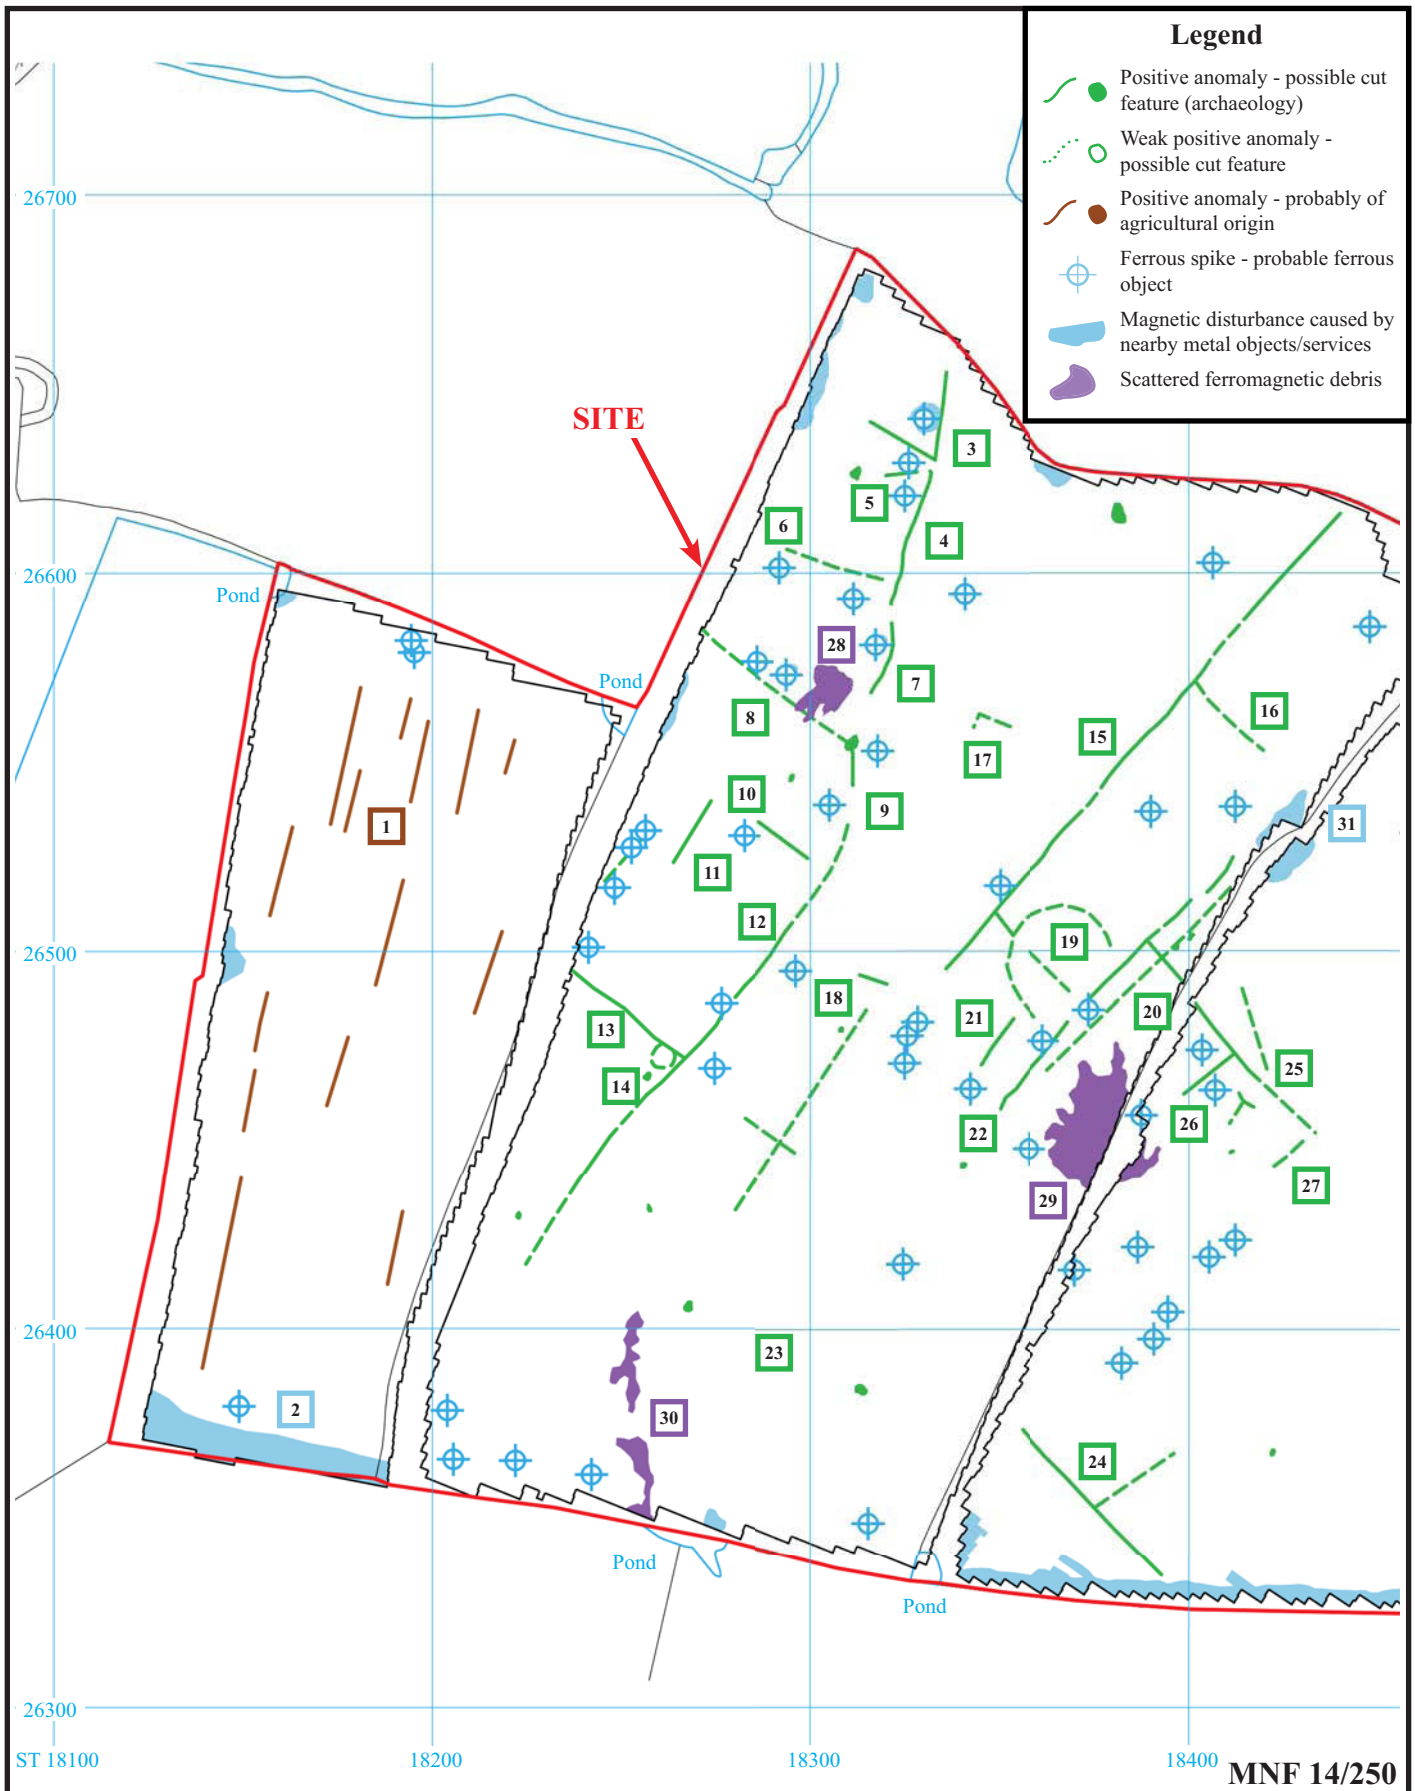 Legend
Positive anomaly - possible cut
feature (archaeology)
Weak positive anomaly -
possible cut feature
Positive anomaly - probably of
agricultural origin
Ferrous spike - probable ferrous
object
Magnetic disturbance caused by
nearby metal objects/services
Scattered ferromagnetic debris
26700
SITE
3
5
6
4
26600
Pond
28
Pond
7
8
16
15
17
10
9
1
31
11
12
19
18
21
20
13
25
14
26
22
27
29
26400
23
2
30
24
Pond
Pond
26500
26300
ST 18100
18200
18300
18400
MNF 14/250